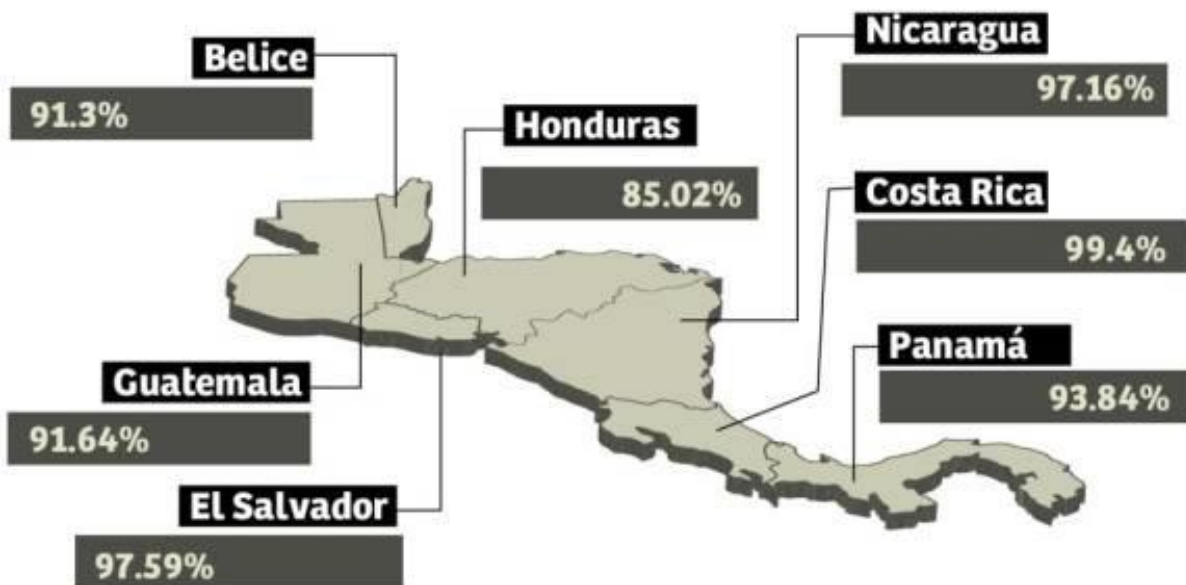 Belice
91.3%
Honduras
85.02%
Nicaragua
97.16%
Costa Rica
99.4%
Panamá
93.84%
Guatemala
91.64%
El Salvador
97.59%